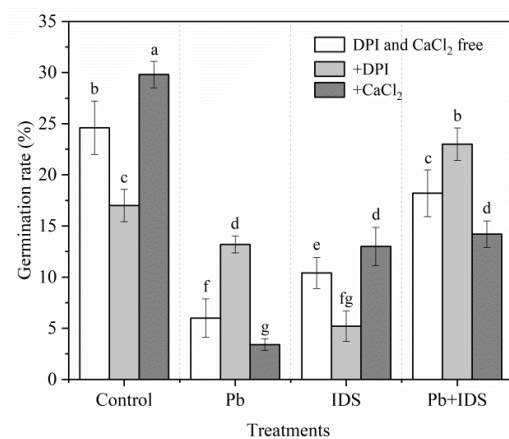 35
30
25
20
15
10
5
0
Germination rate (%)
DPI and CaCl₂ free
+DPI
+CaCl₂
b
c
a
f
d
g
e
fg
d
c
b
d
Control
Pb
IDS
Pb+IDS
Treatments